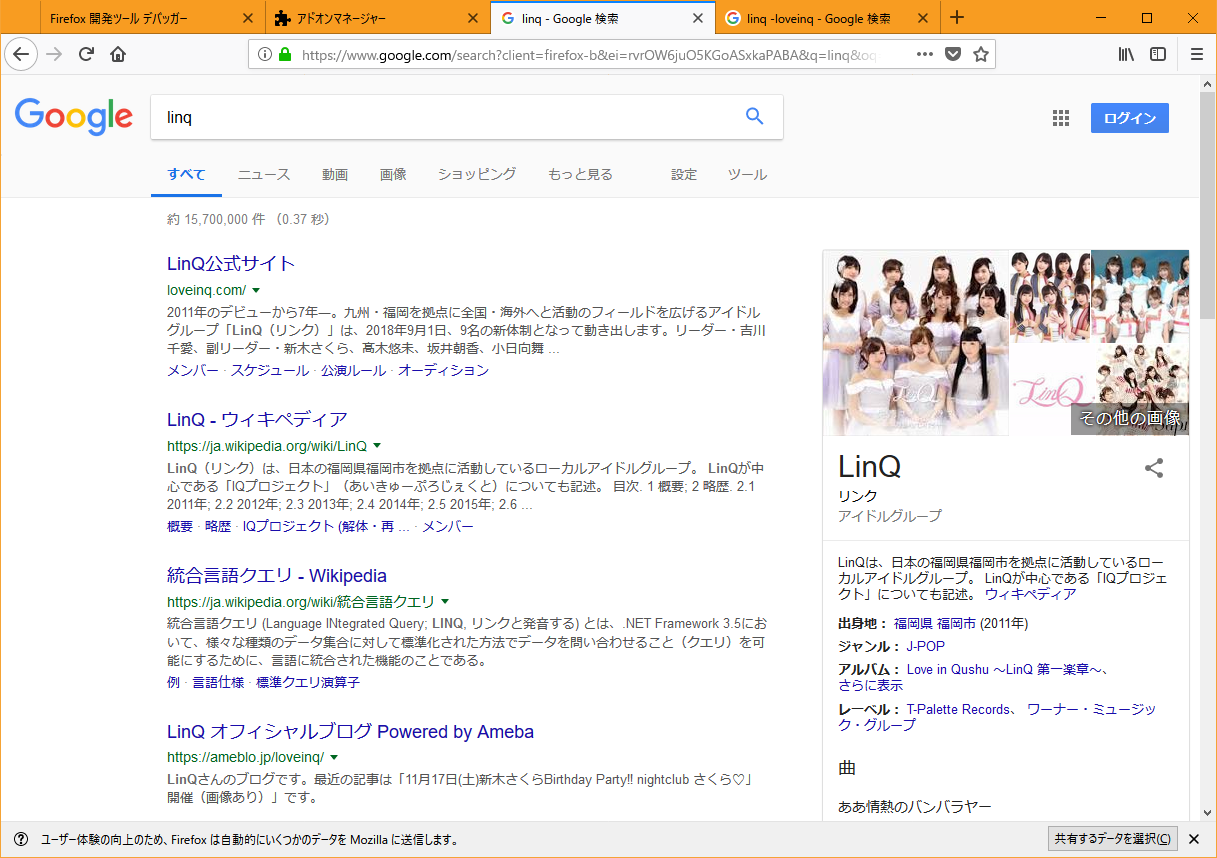 Firefox 開発ツール デバッガー
アドオンマネージャー
linq - Google 検索
linq -loveinq - Google 検索
https://www.google.com/search?client=firefox-b&ei=rvrOW6juO5KGoASxkaPABA&q=linq&oq
Google
linq
ログイン
すべて ニュース 動画 画像 ショッピング もっと見る 設定 ツール
約 15,700,000 件 （0.37 秒）
LinQ公式サイト
loveinq.com/
2011年のデビューから7年―。九州・福岡を拠点に全国・海外へと活動のフィールドを広げるアイドル
グループ「LinQ（リンク）」は、2018年9月1日、9名の新体制となって動き出します。リーダー・吉川
千愛、副リーダー・新木さくら、高木悠未、坂井朝香、小日向舞 ...
メンバー · スケジュール · 公演ルール · オーディション
LinQ - ウィキペディア
https://ja.wikipedia.org/wiki/LinQ
LinQ（リンク）は、日本の福岡県福岡市を拠点に活動しているローカルアイドルグループ。 LinQが中
心である「IQプロジェクト」（あいきゅーぷろじぇくと）についても記述。 目次. 1 概要; 2 略歴. 2.1
2011年; 2.2 2012年; 2.3 2013年; 2.4 2014年; 2.5 2015年; 2.6 ...
概要 · 略歴 · IQプロジェクト (解体・再 ... · メンバー
統合言語クエリ - Wikipedia
https://ja.wikipedia.org/wiki/統合言語クエリ
統合言語クエリ (Language INtegrated Query; LINQ, リンクと発音する) とは、.NET Framework 3.5にお
いて、様々な種類のデータ集合に対して標準化された方法でデータを問い合わせること（クエリ）を可
能にするために、言語に統合された機能のことである。
例 · 言語仕様 · 標準クエリ演算子
LinQ オフィシャルブログ Powered by Ameba
https://ameblo.jp/loveinq/
LinQさんのブログです。最近の記事は「11月17日(土)新木さくらBirthday Party!! nightclub さくら♡」
開催（画像あり）」です。
LinQ
その他の画像
LinQ
リンク
アイドルグループ
LinQは、日本の福岡県福岡市を拠点に活動しているロー
カルアイドルグループ。 LinQが中心である「IQプロジェ
クト」についても記述。 ウィキペディア
出身地： 福岡県 福岡市 (2011年)
ジャンル： J-POP
アルバム： Love in Qushu ～LinQ 第一楽章～、
さらに表示
レーベル： T-Palette Records、 ワーナー・ミュージッ
ク・グループ
曲
ああ情熱のバンバラヤー
ユーザー体験の向上のため、Firefox は自動的にいくつかのデータを Mozilla に送信します。
共有するデータを選択(C)